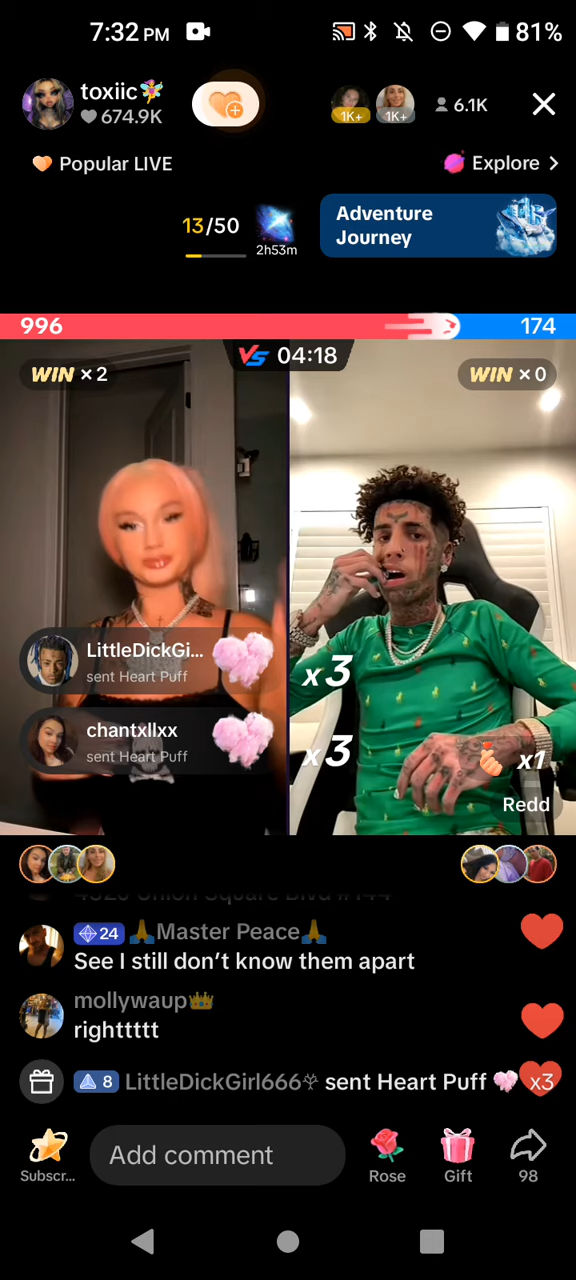 7:32 PM
81%
toxiic🧚
674.9K
1K+
1K+
6.1K
Popular LIVE
Explore >
13/50
2h53m
Adventure
Journey
996
174
VS 04:18
WIN × 2
WIN × 0
LittleDickGi...
sent Heart Puff
x3
chantxllxx
sent Heart Puff
x3
x1
Redd
24 🙏Master Peace🙏
See I still don't know them apart
mollywaup👑
righttttt
8 LittleDickGirl666 sent Heart Puff x3
Add comment
Subscr...
Rose
Gift
98